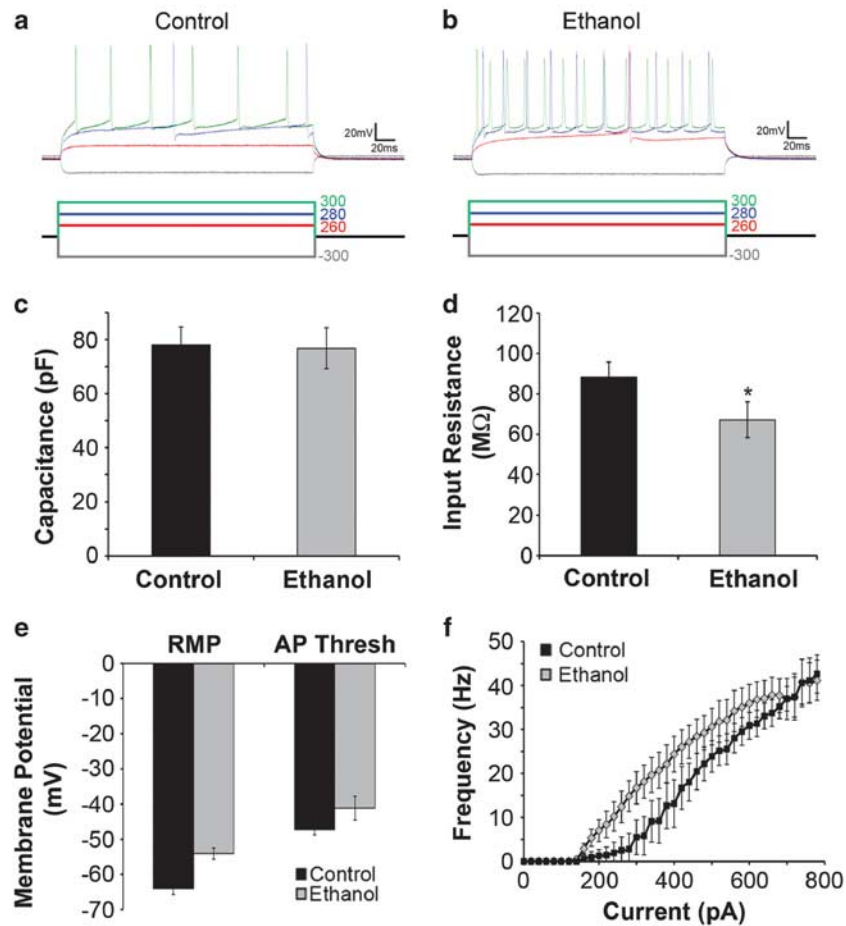 a Control
20mV
20ms
300
280
260
-300
b Ethanol
20mV
20ms
300
280
260
-300
c
Capacitance (pF)
80
60
40
20
0
Control Ethanol
d
Input Resistance
(MΩ)
120
100
80
60
40
20
0
*
Control Ethanol
e
RMP AP Thresh
Membrane Potential
(mV)
0
-10
-20
-30
-40
-50
-60
-70
Control
Ethanol
f
Frequency (Hz)
50
40
30
20
10
0
Control
Ethanol
0 200 400 600 800
Current (pA)